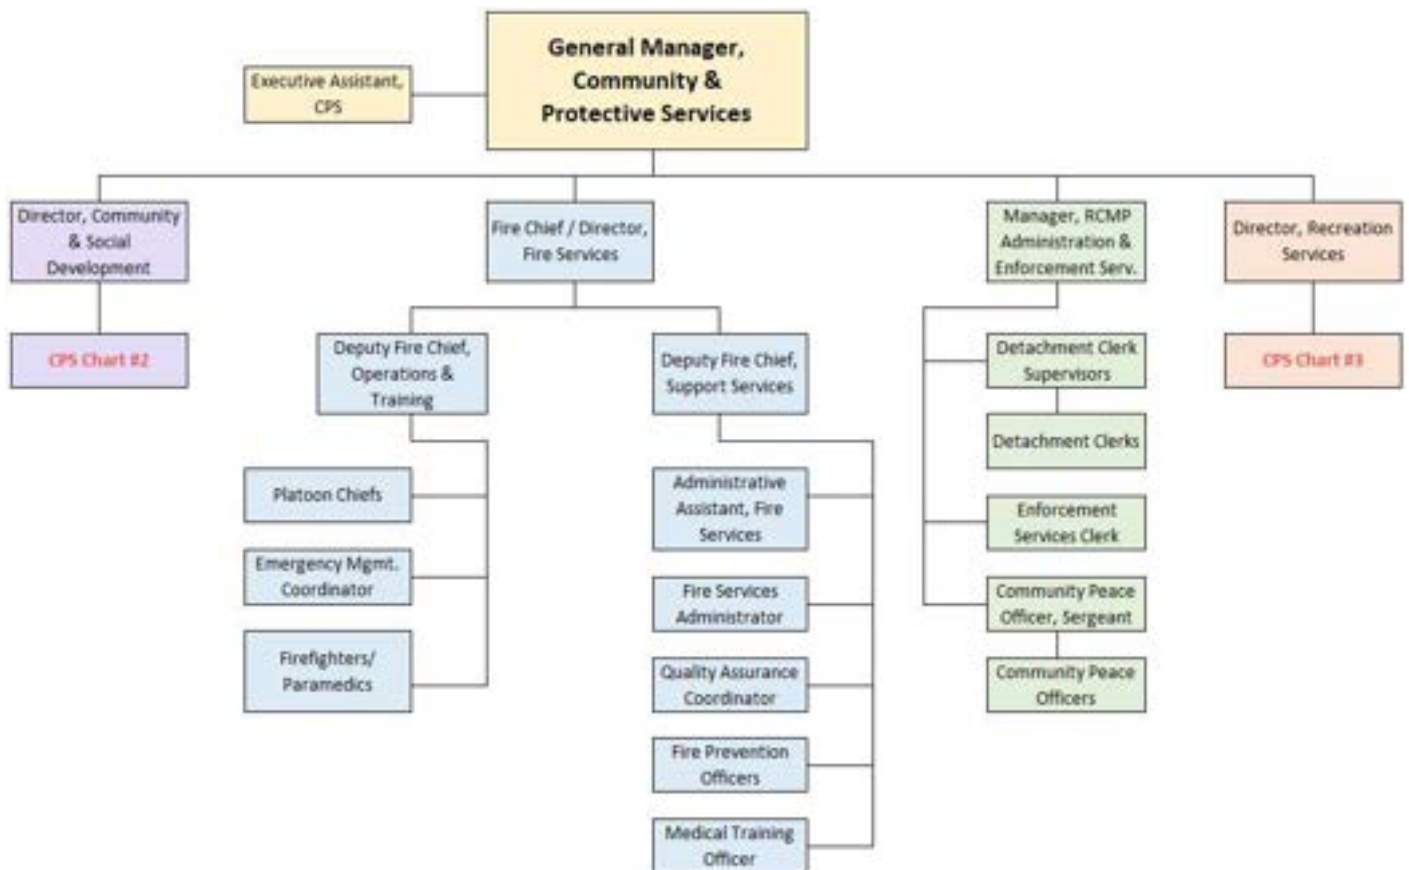 General Manager,
Community &
Protective Services
Executive Assistant,
CPS
Director, Community
& Social
Development
Fire Chief / Director,
Fire Services
Manager, RCMP
Administration &
Enforcement Serv.
Director, Recreation
Services
CPS Chart #2
Deputy Fire Chief,
Operations &
Training
Deputy Fire Chief,
Support Services
Detachment Clerk
Supervisors
CPS Chart #3
Detachment Clerks
Platoon Chiefs
Administrative
Assistant, Fire
Services
Enforcement
Services Clerk
Emergency Mgmt.
Coordinator
Fire Services
Administrator
Community Peace
Officer, Sergeant
Firefighters/
Paramedics
Quality Assurance
Coordinator
Community Peace
Officers
Fire Prevention
Officers
Medical Training
Officer